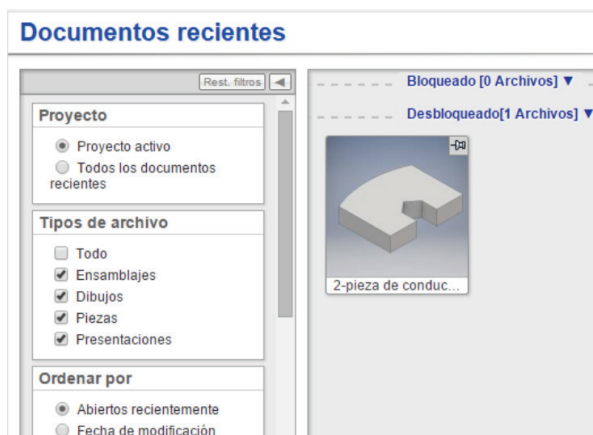 Documentos recientes
Rest. filtros
Proyecto
Proyecto activo
Todos los documentos
recientes
Tipos de archivo
Todo
Ensamblajes
Dibujos
Piezas
Presentaciones
Ordenar por
Abiertos recientemente
Fecha de modificación
Bloqueado [0 Archivos]
Desbloqueado[1 Archivos]
2-pieza de conduc...